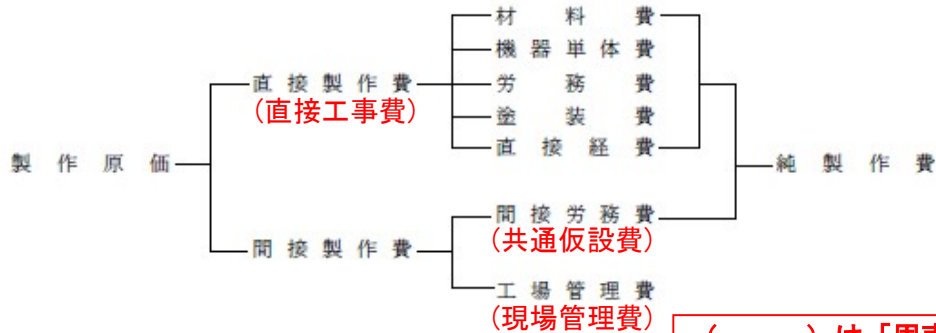 材料費
機器単体費
直接製作費
労務費
(直接工事費)
塗装費
直接経費
製作原価
純製作費
間接労務費
(共通仮設費)
間接製作費
工場管理費
(現場管理費)
( )は「